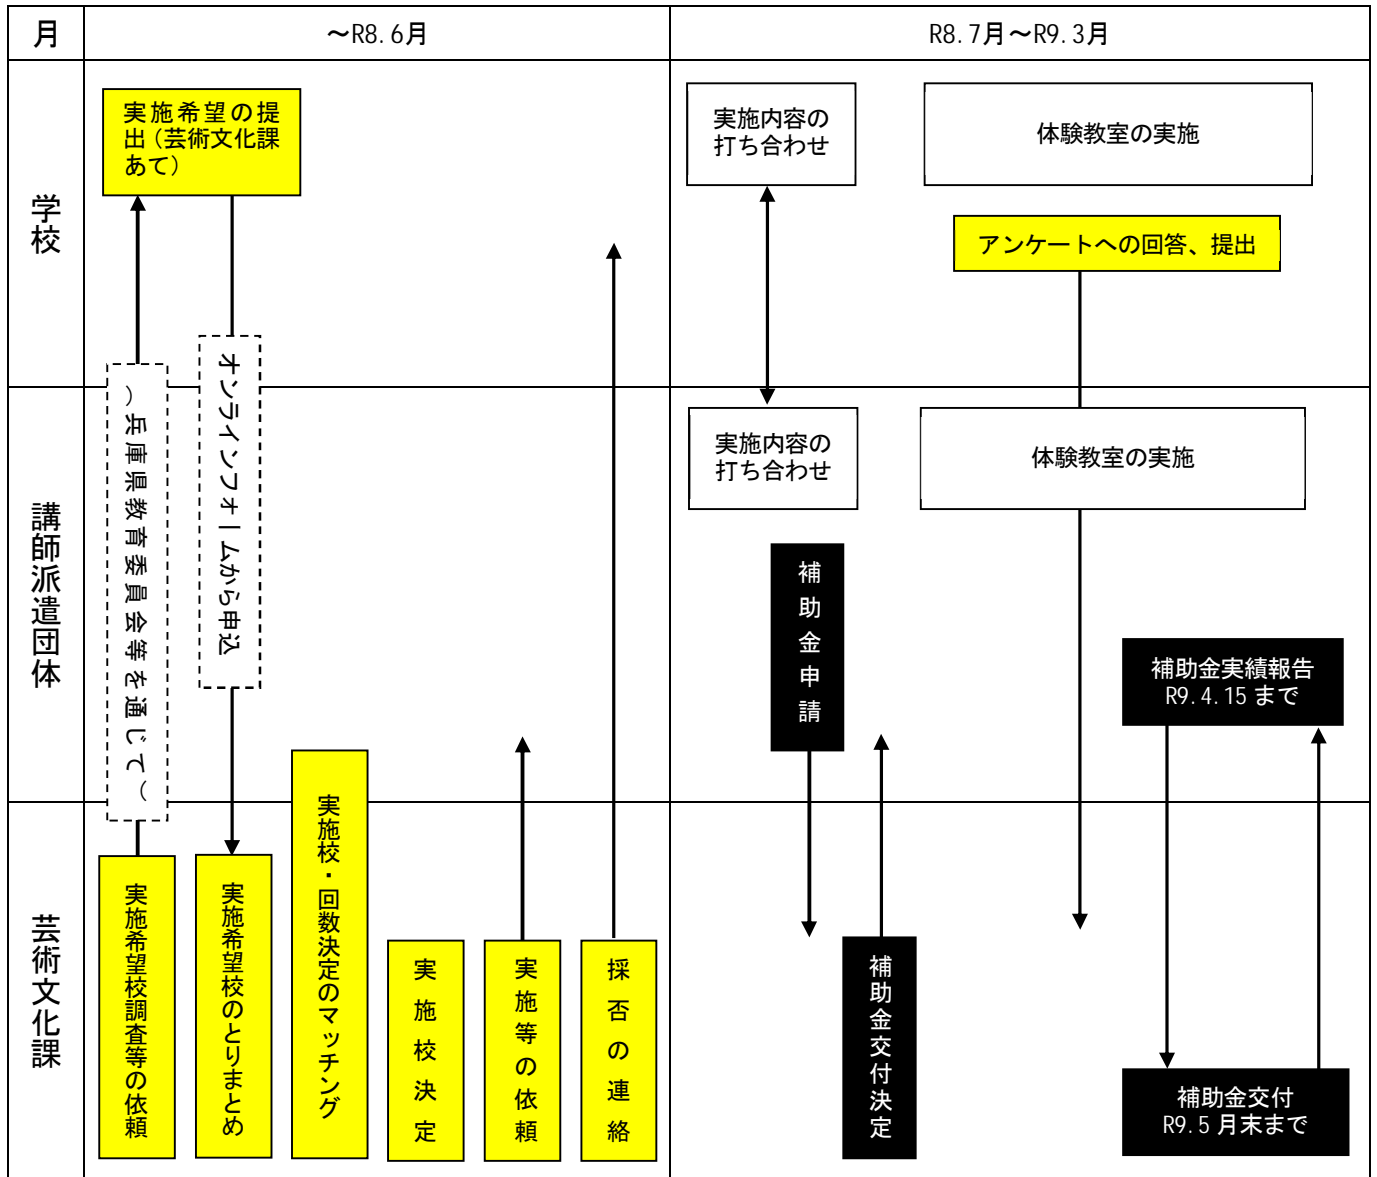 月
～R8.6月
R8.7月～R9.3月
学校
実施希望の提
出（芸術文化課
あて）
実施内容の
打ち合わせ
体験教室の実施
アンケートへの回答、提出
（兵庫県教育委員会等を通じて）
オンラインフォームから申込
講師派遣団体
実施内容の
打ち合わせ
体験教室の実施
補助金申請
補助金実績報告
R9.4.15まで
芸術文化課
実施希望校調査等の依頼
実施希望校のとりまとめ
実施校・回数決定のマッチング
実施校決定
実施等の依頼
採否の連絡
補助金交付決定
補助金交付
R9.5月末まで